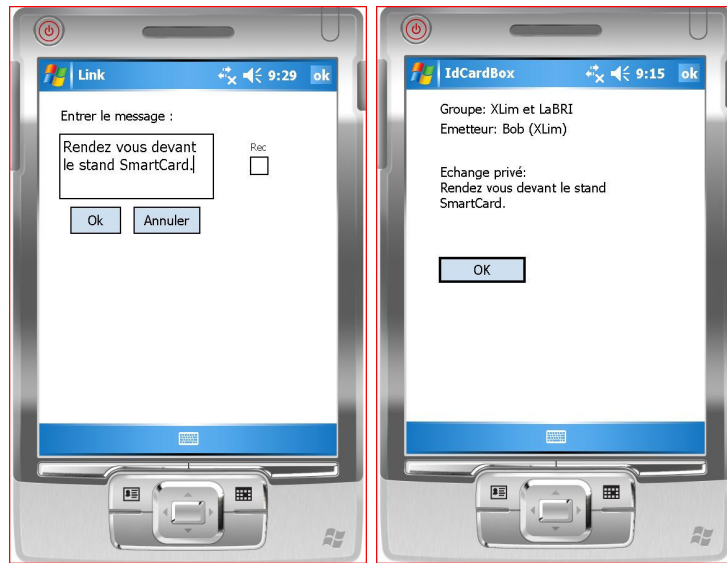 Link 9:29 ok
Entrer le message :
Rendez vous devant
le stand SmartCard.
Rec
Ok Annuler
IdCardBox 9:15 ok
Groupe: XLim et LaBRI
Emetteur: Bob (XLim)
Echange privé:
Rendez vous devant le stand
SmartCard.
OK